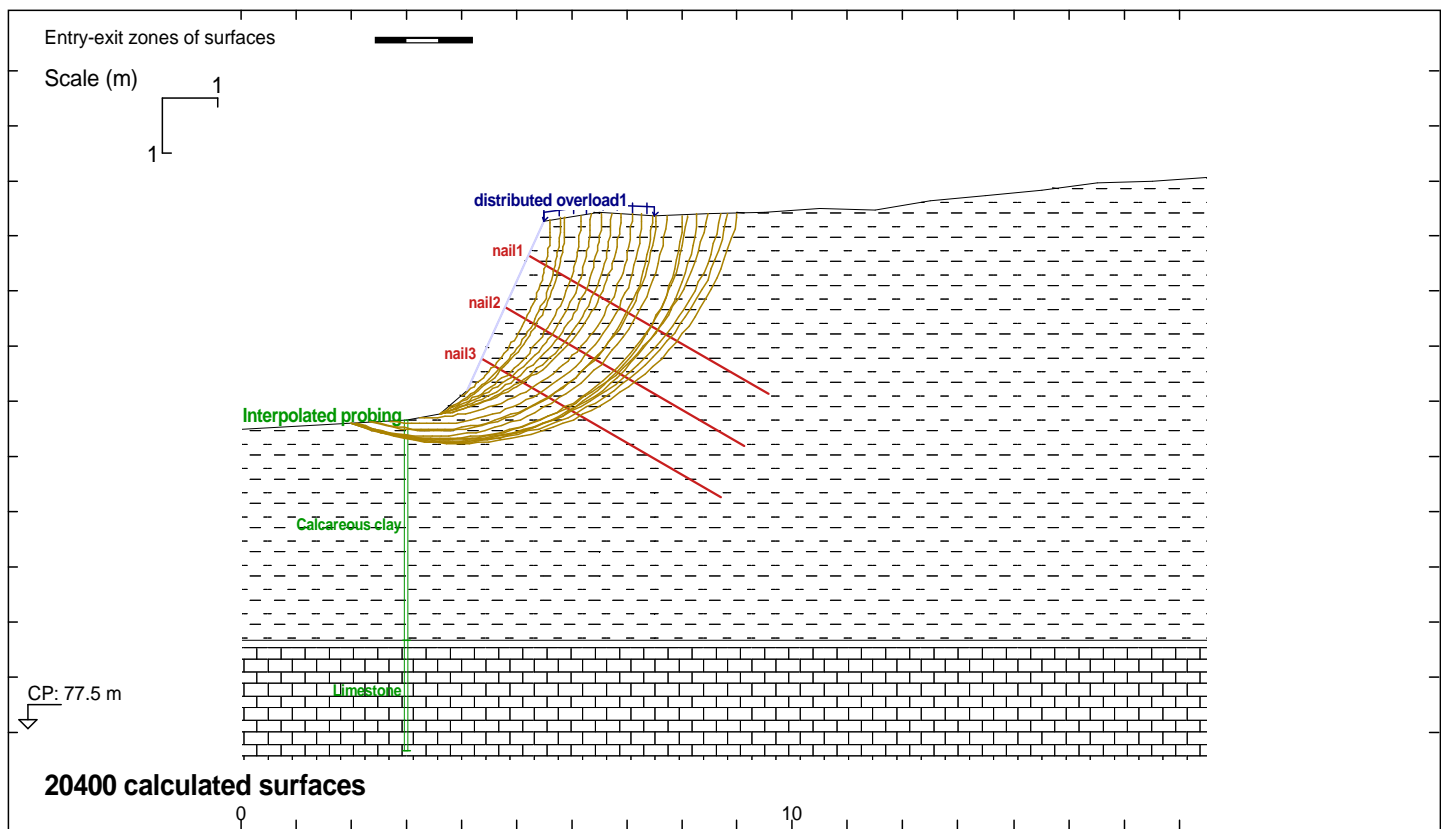 Entry-exit zones of surfaces
Scale (m)
1
1
distributed overload1
nail1
nail2
nail3
Interpolated probing
Calcareous clay
Limestone
CP: 77.5 m
20400 calculated surfaces
0
10